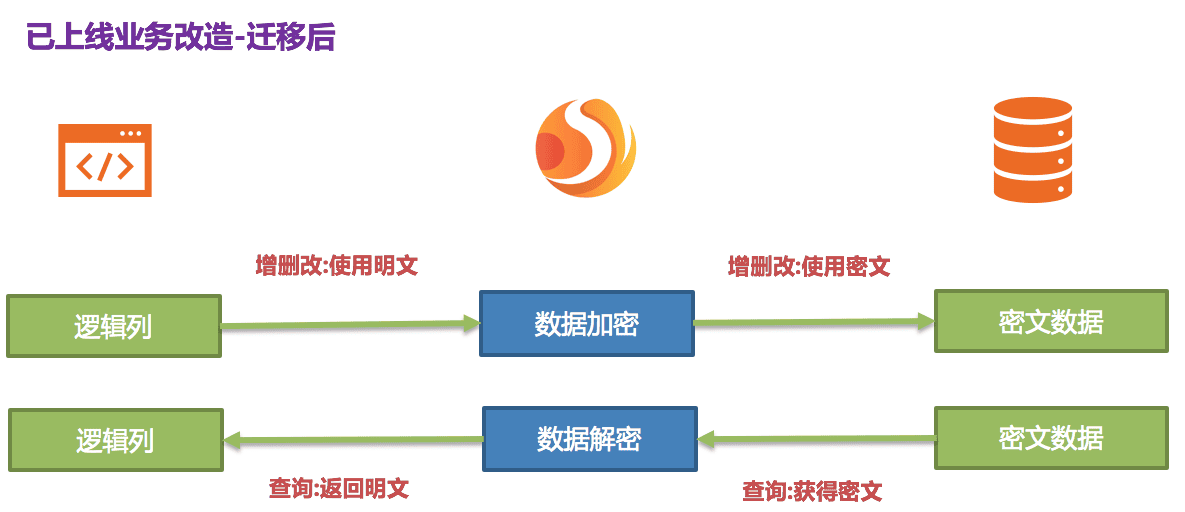 已上线业务改造-迁移后
</>
增删改:使用明文
增删改:使用密文
逻辑列
数据加密
密文数据
逻辑列
数据解密
密文数据
查询:返回明文
查询:获得密文